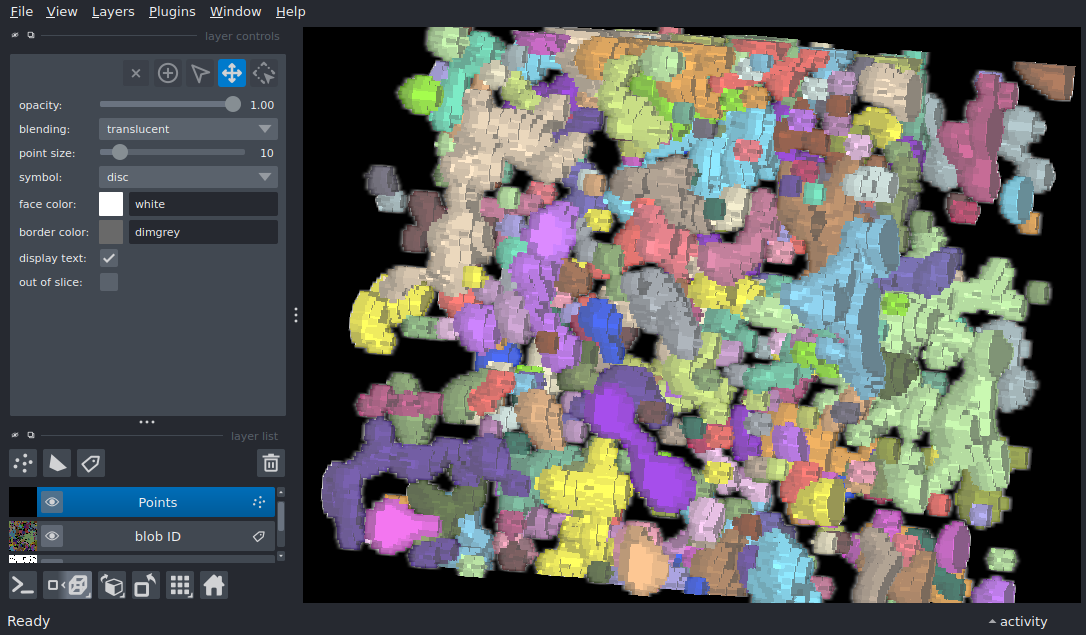 File View Layers Plugins Window Help
layer controls
opacity: 1.00
blending: translucent
point size: 10
symbol: disc
face color: white
border color: dimgrey
display text:
out of slice:
layer list
Points
blob ID
Ready
activity